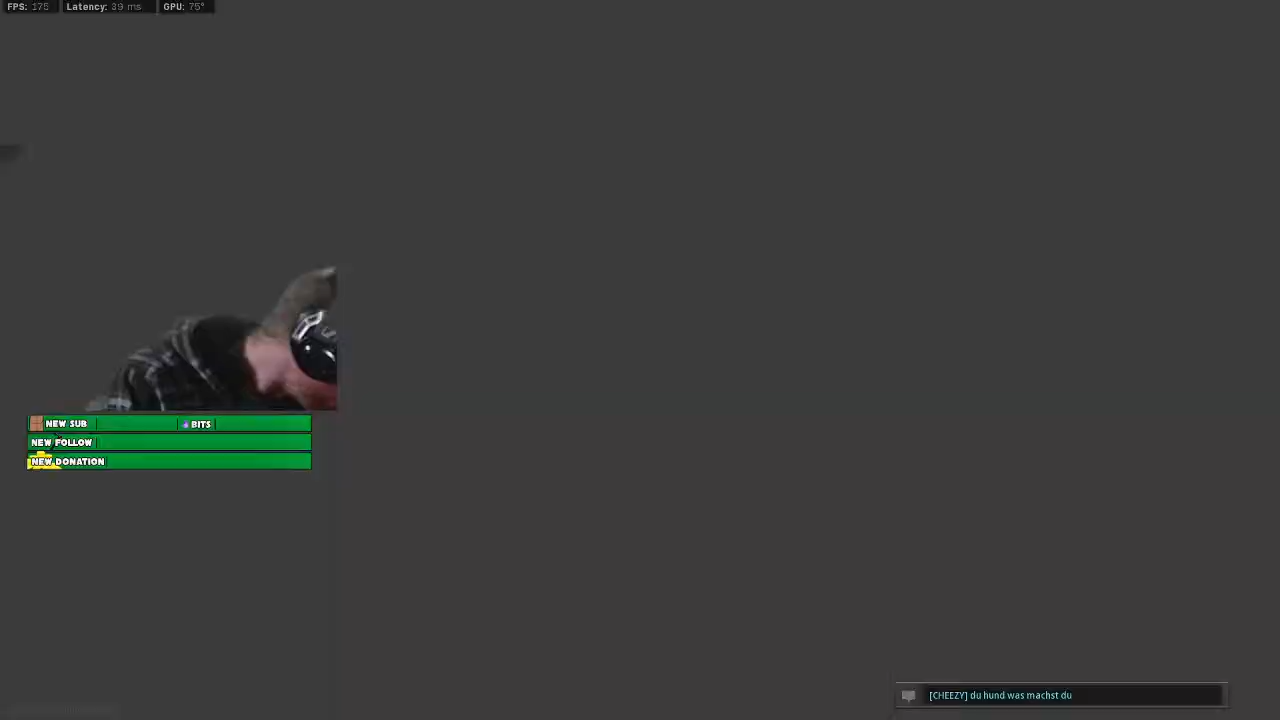 FPS: 175 Latency: 39 ms GPU: 75°
NEW SUB BITS
NEW FOLLOW
NEW DONATION
[CHEEZY] du hund was machst du